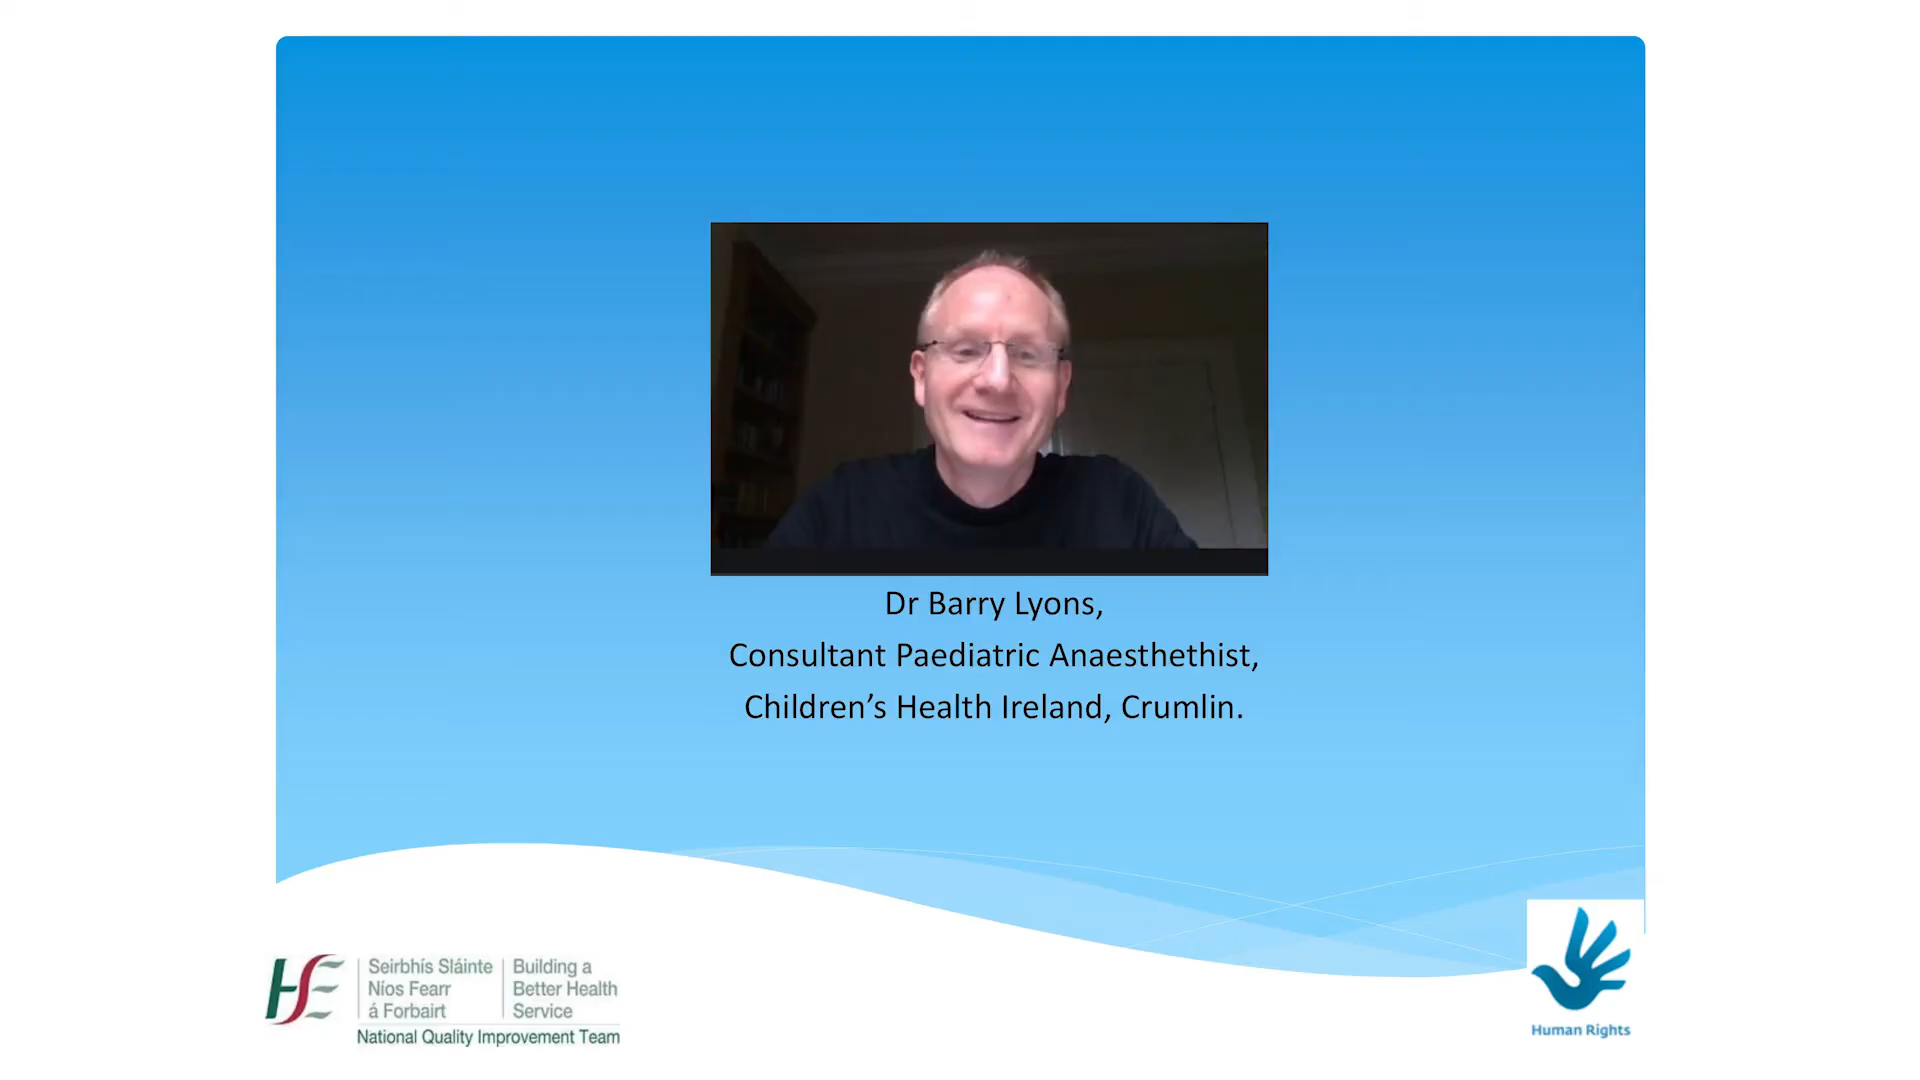 Dr Barry Lyons,
Consultant Paediatric Anaesthethist,
Children’s Health Ireland, Crumlin.
HSE
Seirbhís Sláinte
Níos Fearr
á Forbairt
Building a
Better Health
Service
National Quality Improvement Team
Human Rights